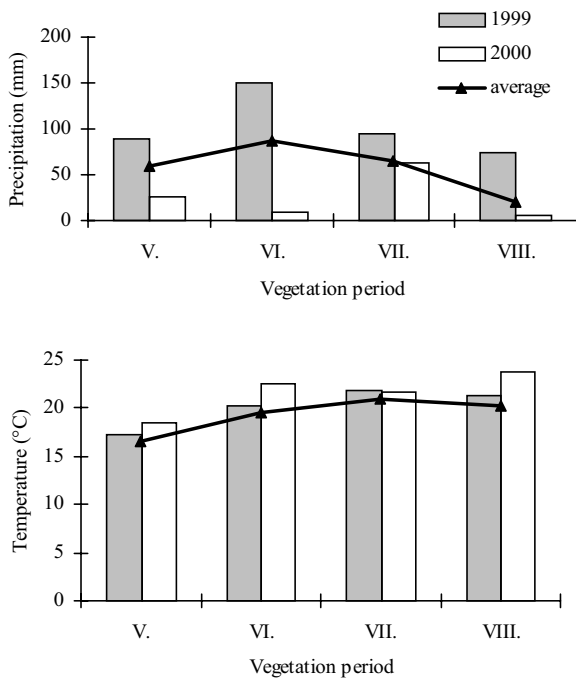 1999
2000
average
Precipitation (mm)
200
150
100
50
0
V. VI. VII. VIII.
Vegetation period
Temperature (°C)
25
20
15
10
5
0
V. VI. VII. VIII.
Vegetation period